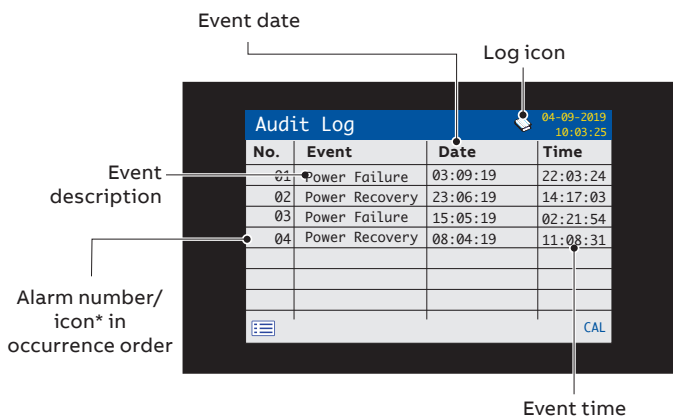 Event date
Log icon
Audit Log
04-09-2019
10:03:25
No. Event Date Time
01 Power Failure 03:09:19 22:03:24
02 Power Recovery 23:06:19 14:17:03
03 Power Failure 15:05:19 02:21:54
04 Power Recovery 08:04:19 11:08:31
CAL
Event
description
Alarm number/
icon* in
occurrence order
Event time